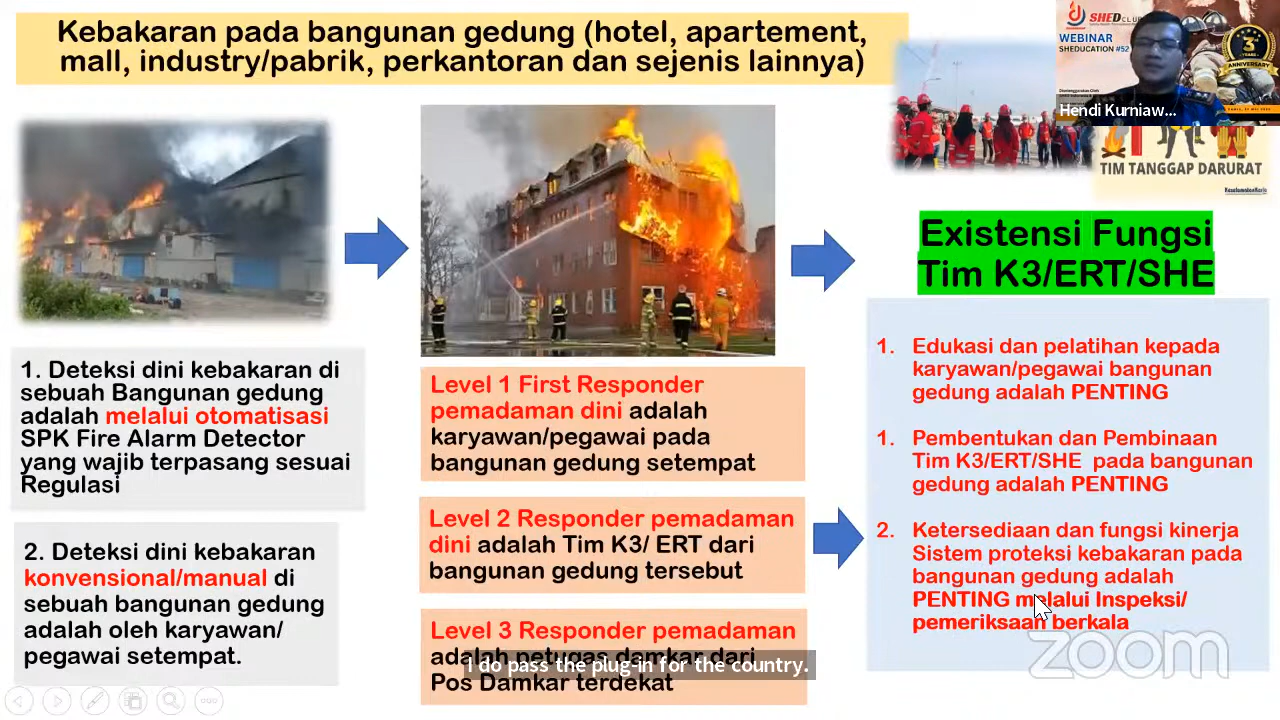 Kebakaran pada bangunan gedung (hotel, apartement,
mall, industry/pabrik, perkantoran dan sejenis lainnya)
SHED CLUB
WEBINAR
SHEDUCATION #52
3
ANNIVERSARY
Hendi Kurniaw...
TIM TANGGAP DARURAT
Existensi Fungsi
Tim K3/ERT/SHE
1. Deteksi dini kebakaran di
sebuah Bangunan gedung
adalah melalui otomatisasi
SPK Fire Alarm Detector
yang wajib terpasang sesuai
Regulasi
2. Deteksi dini kebakaran
konvensional/manual di
sebuah bangunan gedung
adalah oleh karyawan/
pegawai setempat.
Level 1 First Responder
pemadaman dini adalah
karyawan/pegawai pada
bangunan gedung setempat
Level 2 Responder pemadaman
dini adalah Tim K3/ ERT dari
bangunan gedung tersebut
Level 3 Responder pemadaman
adalah petugas damkar dari
Pos Damkar terdekat
I do pass the plug-in for the country.
1. Edukasi dan pelatihan kepada
karyawan/pegawai bangunan
gedung adalah PENTING
1. Pembentukan dan Pembinaan
Tim K3/ERT/SHE pada bangunan
gedung adalah PENTING
2. Ketersediaan dan fungsi kinerja
Sistem proteksi kebakaran pada
bangunan gedung adalah
PENTING melalui Inspeksi/
pemeriksaan berkala
zoom